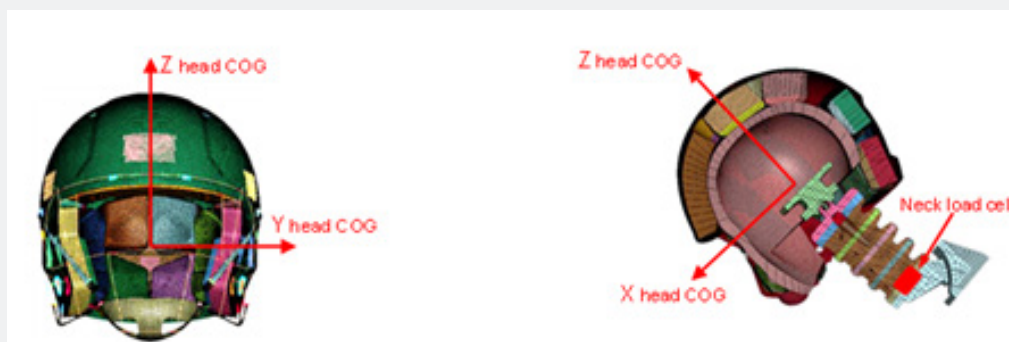 Z head COG
Y head COG
Z head COG
X head COG
Neck load cel